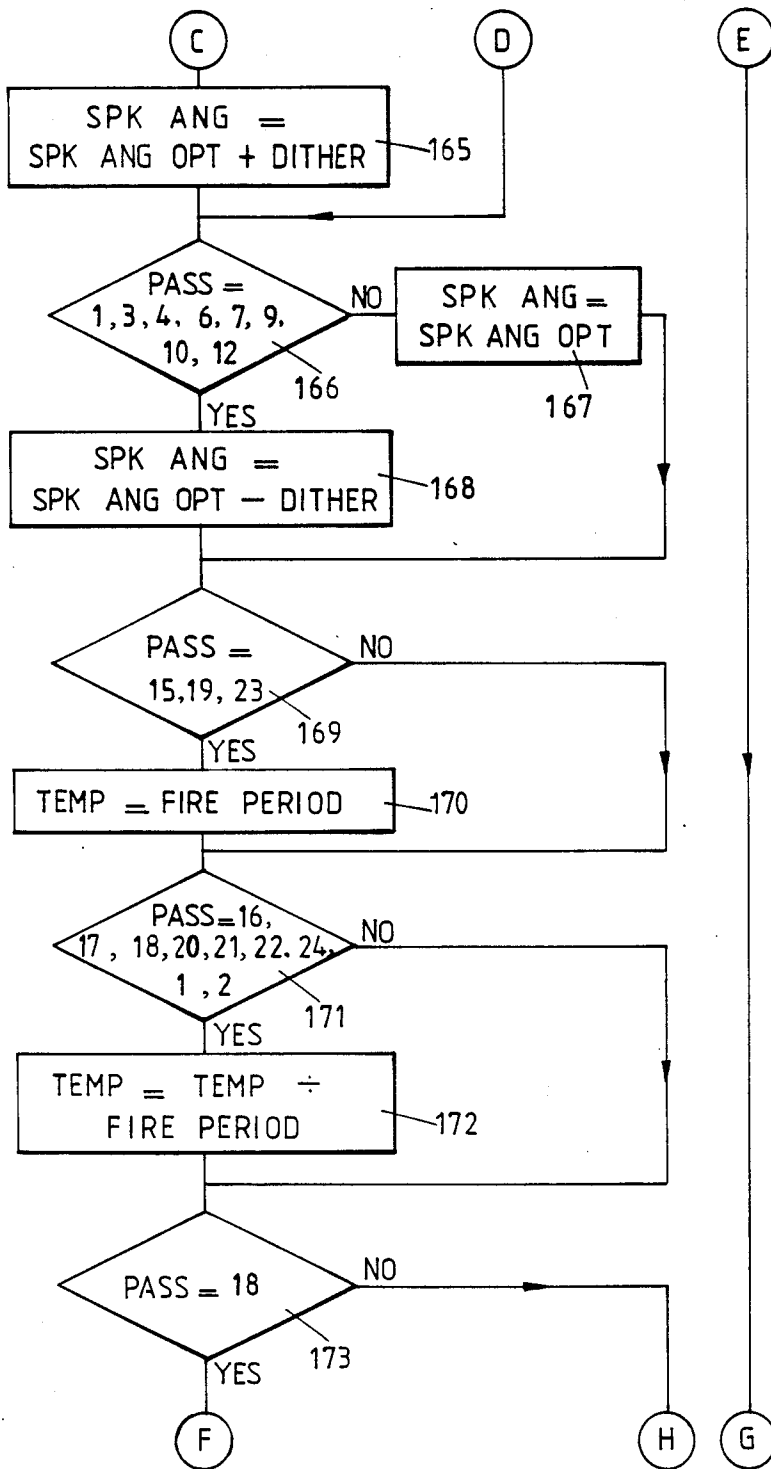 C
D
E
SPK ANG =
SPK ANG OPT + DITHER
165
PASS =
1,3,4. 6,7,9.
10, 12
166
NO
YES
SPK ANG =
SPK ANG OPT
167
SPK ANG =
SPK ANG OPT - DITHER
168
PASS =
15,19, 23
169
NO
YES
TEMP = FIRE PERIOD
170
PASS=16,
17, 18,20,21,22.24,
1 ,2
171
NO
YES
TEMP = TEMP ÷
FIRE PERIOD
172
PASS = 18
173
NO
YES
F
H
G